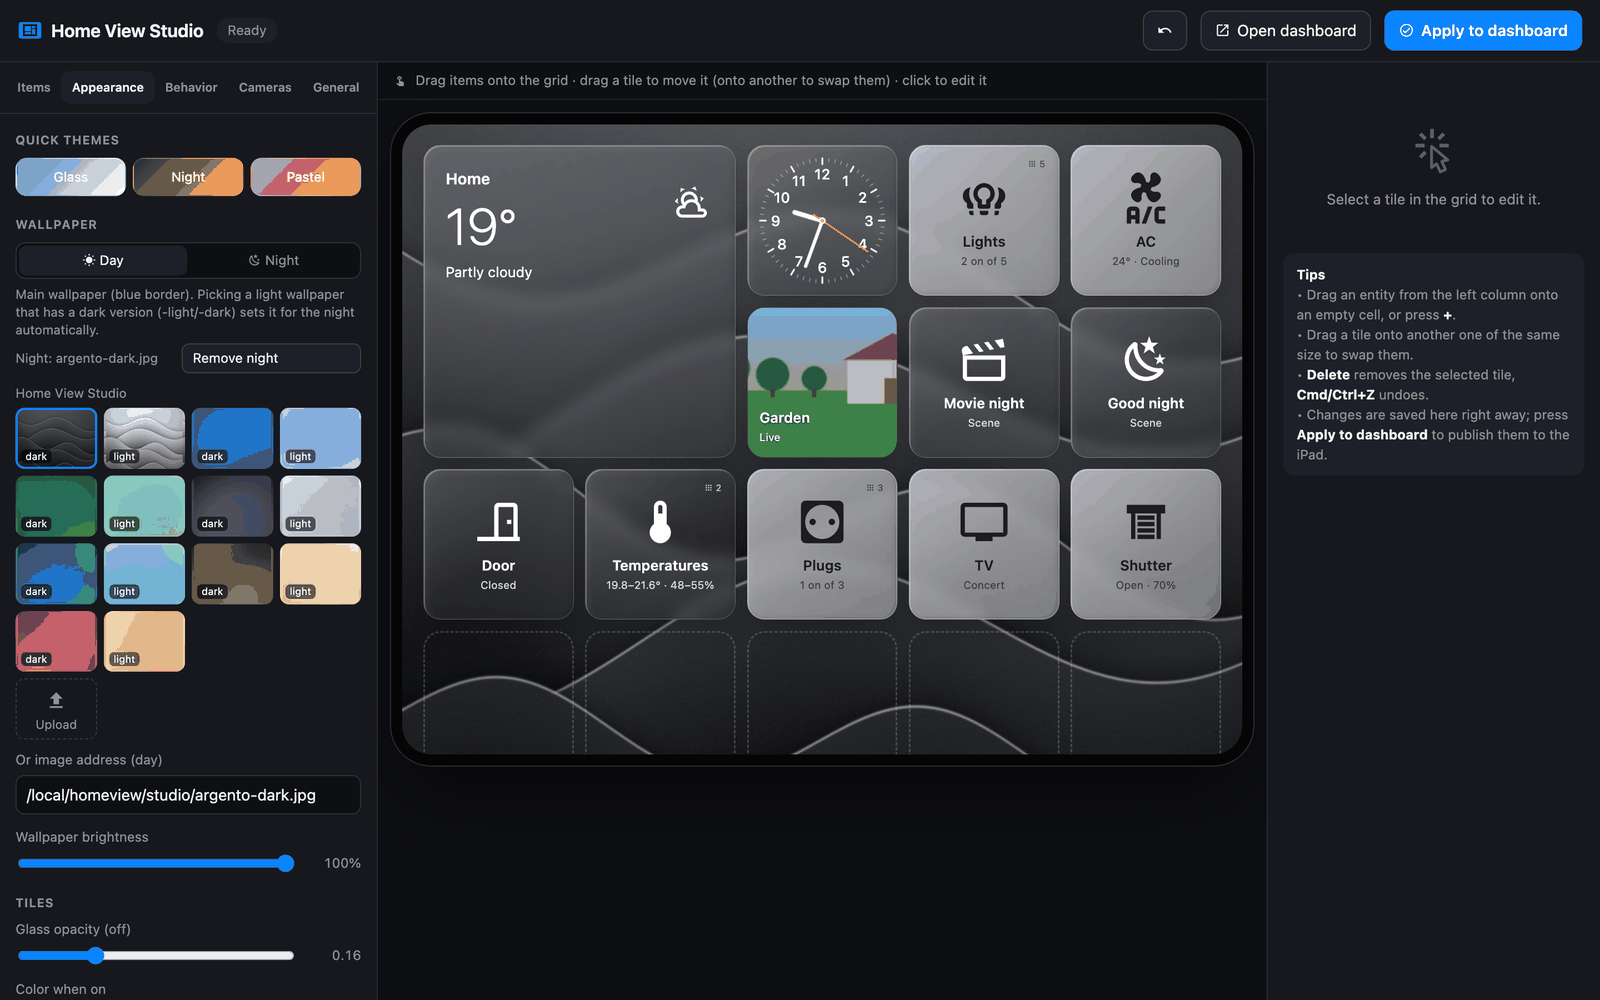 Home View Studio
Ready
Open dashboard
Apply to dashboard
Items
Appearance
Behavior
Cameras
General
Drag items onto the grid · drag a tile to move it (onto another to swap them) · click to edit it
QUICK THEMES
Glass
Night
Pastel
WALLPAPER
Day
Night
Main wallpaper (blue border). Picking a light wallpaper
that has a dark version (-light/-dark) sets it for the night
automatically.
Night: argento-dark.jpg
Remove night
Home View Studio
dark
light
dark
light
dark
light
dark
light
dark
light
dark
light
dark
light
Upload
Or image address (day)
/local/homeview/studio/argento-dark.jpg
Wallpaper brightness
100%
TILES
Glass opacity (off)
0.16
Color when on
Home
19°
Partly cloudy
12
1
2
3
4
5
6
7
8
9
10
11
5
Lights
2 on of 5
A/C
AC
24° · Cooling
Garden
Live
Movie night
Scene
Good night
Scene
Door
Closed
2
Temperatures
19.8–21.6° · 48–55%
3
Plugs
1 on of 3
TV
Concert
Shutter
Open · 70%
Select a tile in the grid to edit it.
Tips
• Drag an entity from the left column onto
an empty cell, or press +.
• Drag a tile onto another one of the same
size to swap them.
• Delete removes the selected tile,
Cmd/Ctrl+Z undoes.
• Changes are saved here right away; press
Apply to dashboard to publish them to the
iPad.